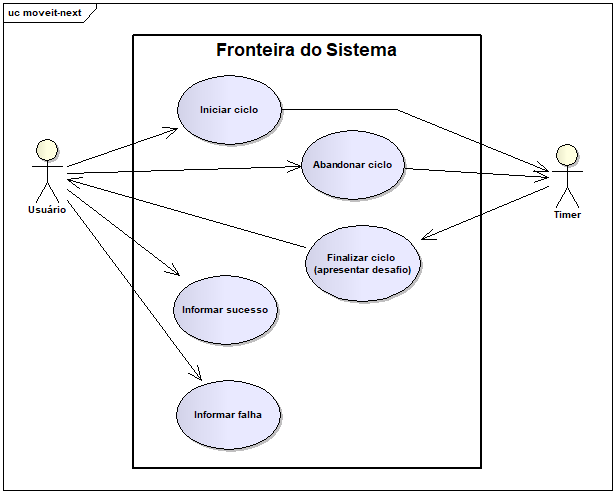 uc moveit-next
Fronteira do Sistema
Iniciar ciclo
Abandonar ciclo
Usuário
Timer
Finalizar ciclo
(apresentar desafio)
Informar sucesso
Informar falha